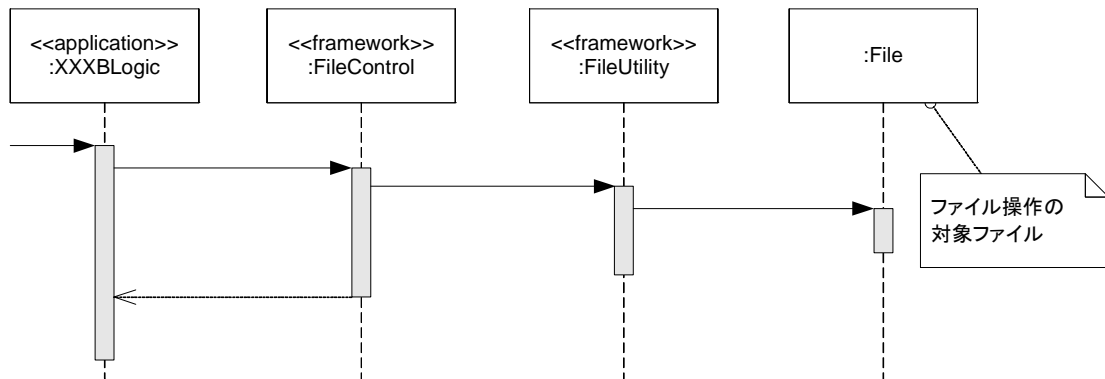 <<application>>
:XXXBLogic
<<framework>>
:FileControl
<<framework>>
:FileUtility
:File
ファイル操作の
対象ファイル